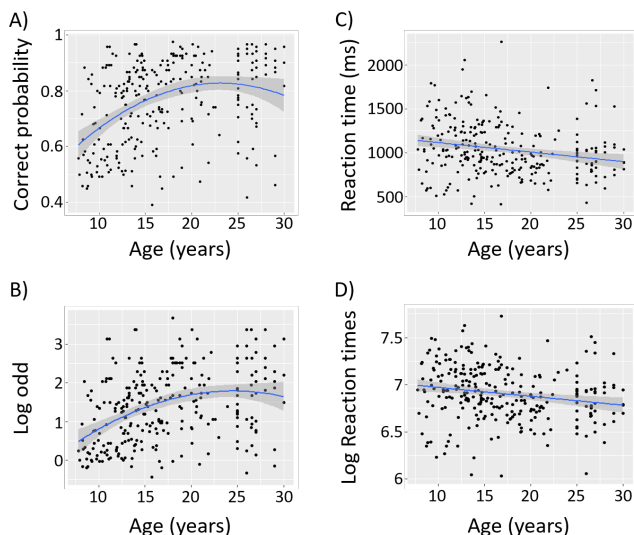 A)
Correct probability
1
0.8
0.6
0.4
10 15 20 25 30
Age (years)
B)
Log odd
3
2
1
0
10 15 20 25 30
Age (years)
C)
Reaction time (ms)
2000
1500
1000
500
10 15 20 25 30
Age (years)
D)
Log Reaction times
7.5
7
6.5
6
10 15 20 25 30
Age (years)